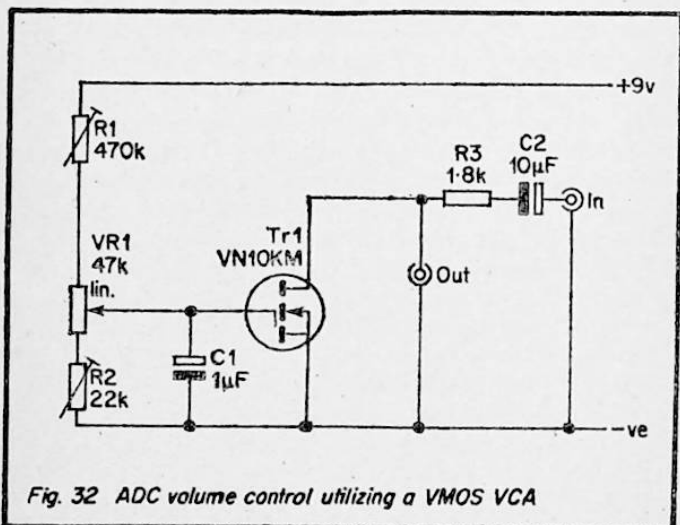 +9v
R1
470k
R3
1·8k
C2
10µF
In
Tr1
VN10KM
VR1
47k
lin.
Out
C1
1µF
R2
22k
-ve
Fig. 32 ADC volume control utilizing a VMOS VCA